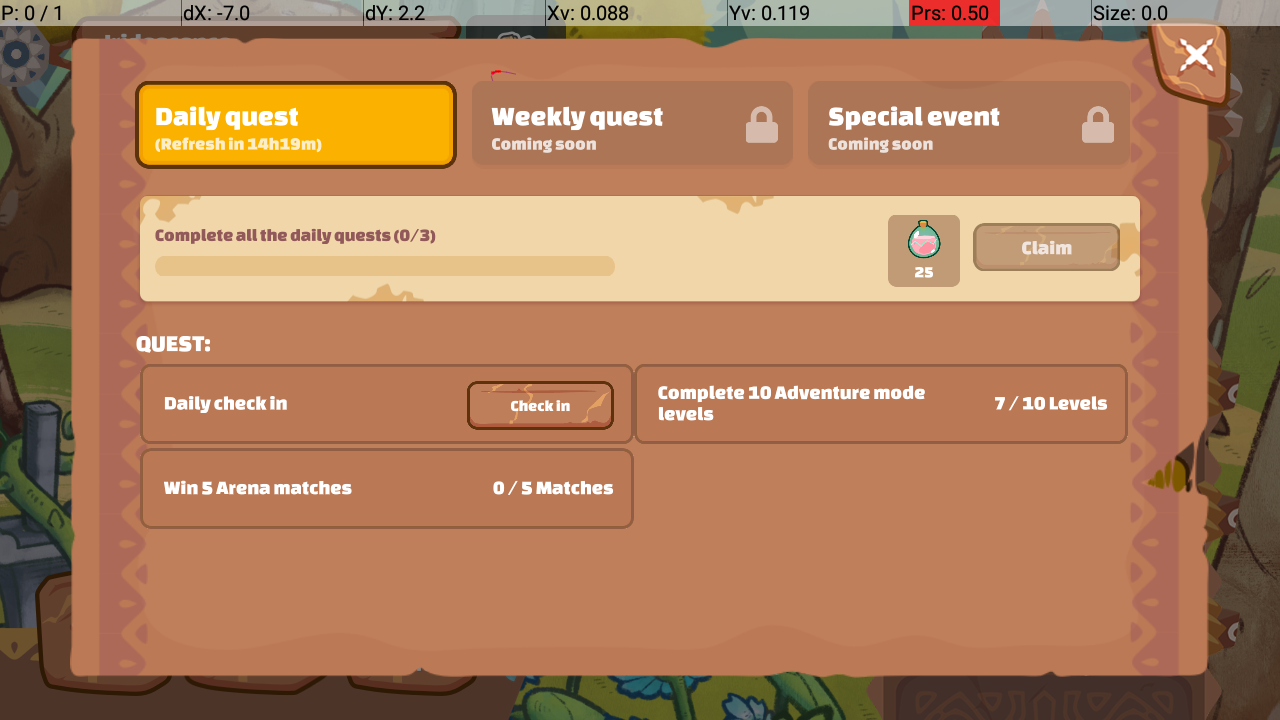 P: 0 / 1
dX: -7.0
dY: 2.2
Xv: 0.088
Yv: 0.119
Prs: 0.50
Size: 0.0
Daily quest
(Refresh in 14h19m)
Weekly quest
Coming soon
Special event
Coming soon
Complete all the daily quests (0/3)
25
Claim
QUEST:
Daily check in
Check in
Complete 10 Adventure mode
levels
7 / 10 Levels
Win 5 Arena matches
0 / 5 Matches